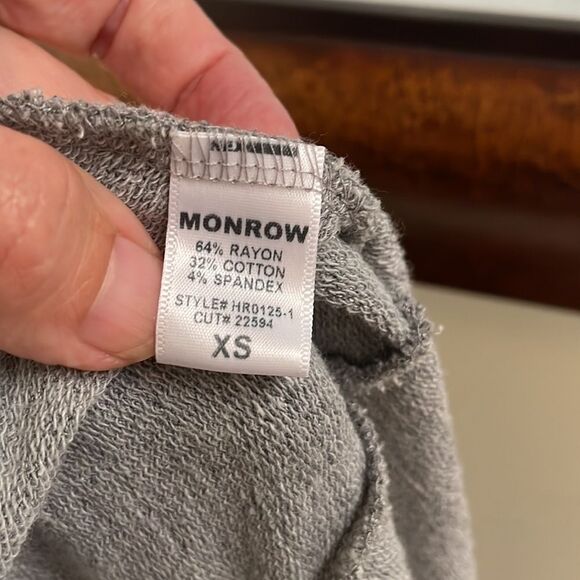 MONROW
64% RAYON
32% COTTON
4% SPANDEX
STYLE# HR0125-1
CUT# 22594
XS